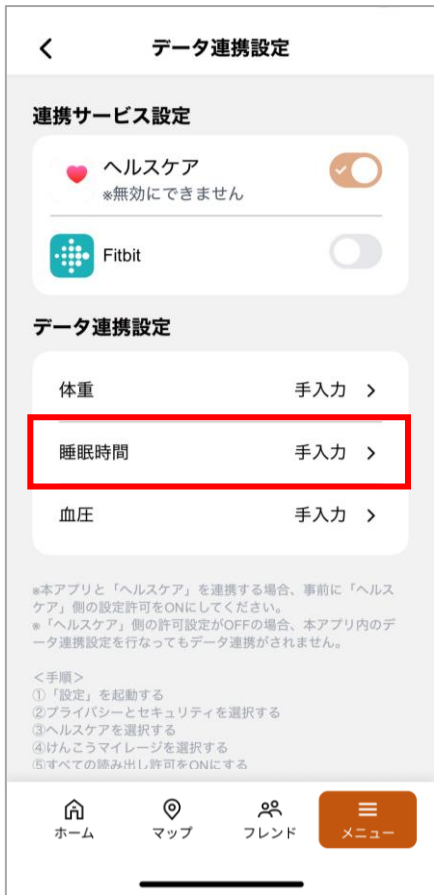 データ連携設定
連携サービス設定
ヘルスケア
※無効にできません
Fitbit
データ連携設定
体重 手入力
睡眠時間 手入力
血圧 手入力
※本アプリと「ヘルスケア」を連携する場合、事前に「ヘルス
ケア」側の設定許可をONにしてください。
※「ヘルスケア」側の許可設定がOFFの場合、本アプリ内のデ
ータ連携設定を行なってもデータ連携がされません。
<手順>
①「設定」を起動する
②プライバシーとセキュリティを選択する
③ヘルスケアを選択する
④けんこうマイレージを選択する
⑤すべての読み出し許可をONにする
ホーム マップ フレンド メニュー